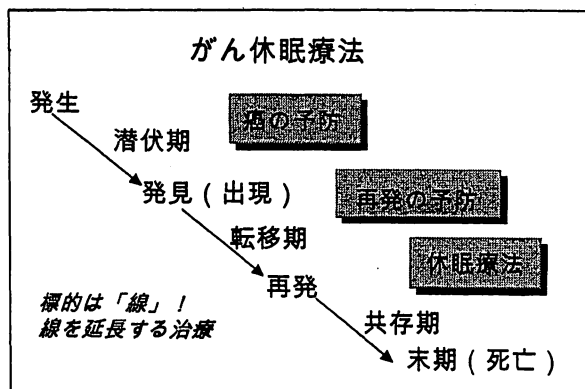 がん休眠療法
発生
癌の予防
潜伏期
発見（出現）
再発の予防
転移期
休眠療法
再発
標的は「線」！
線を延長する治療
共存期
末期（死亡）